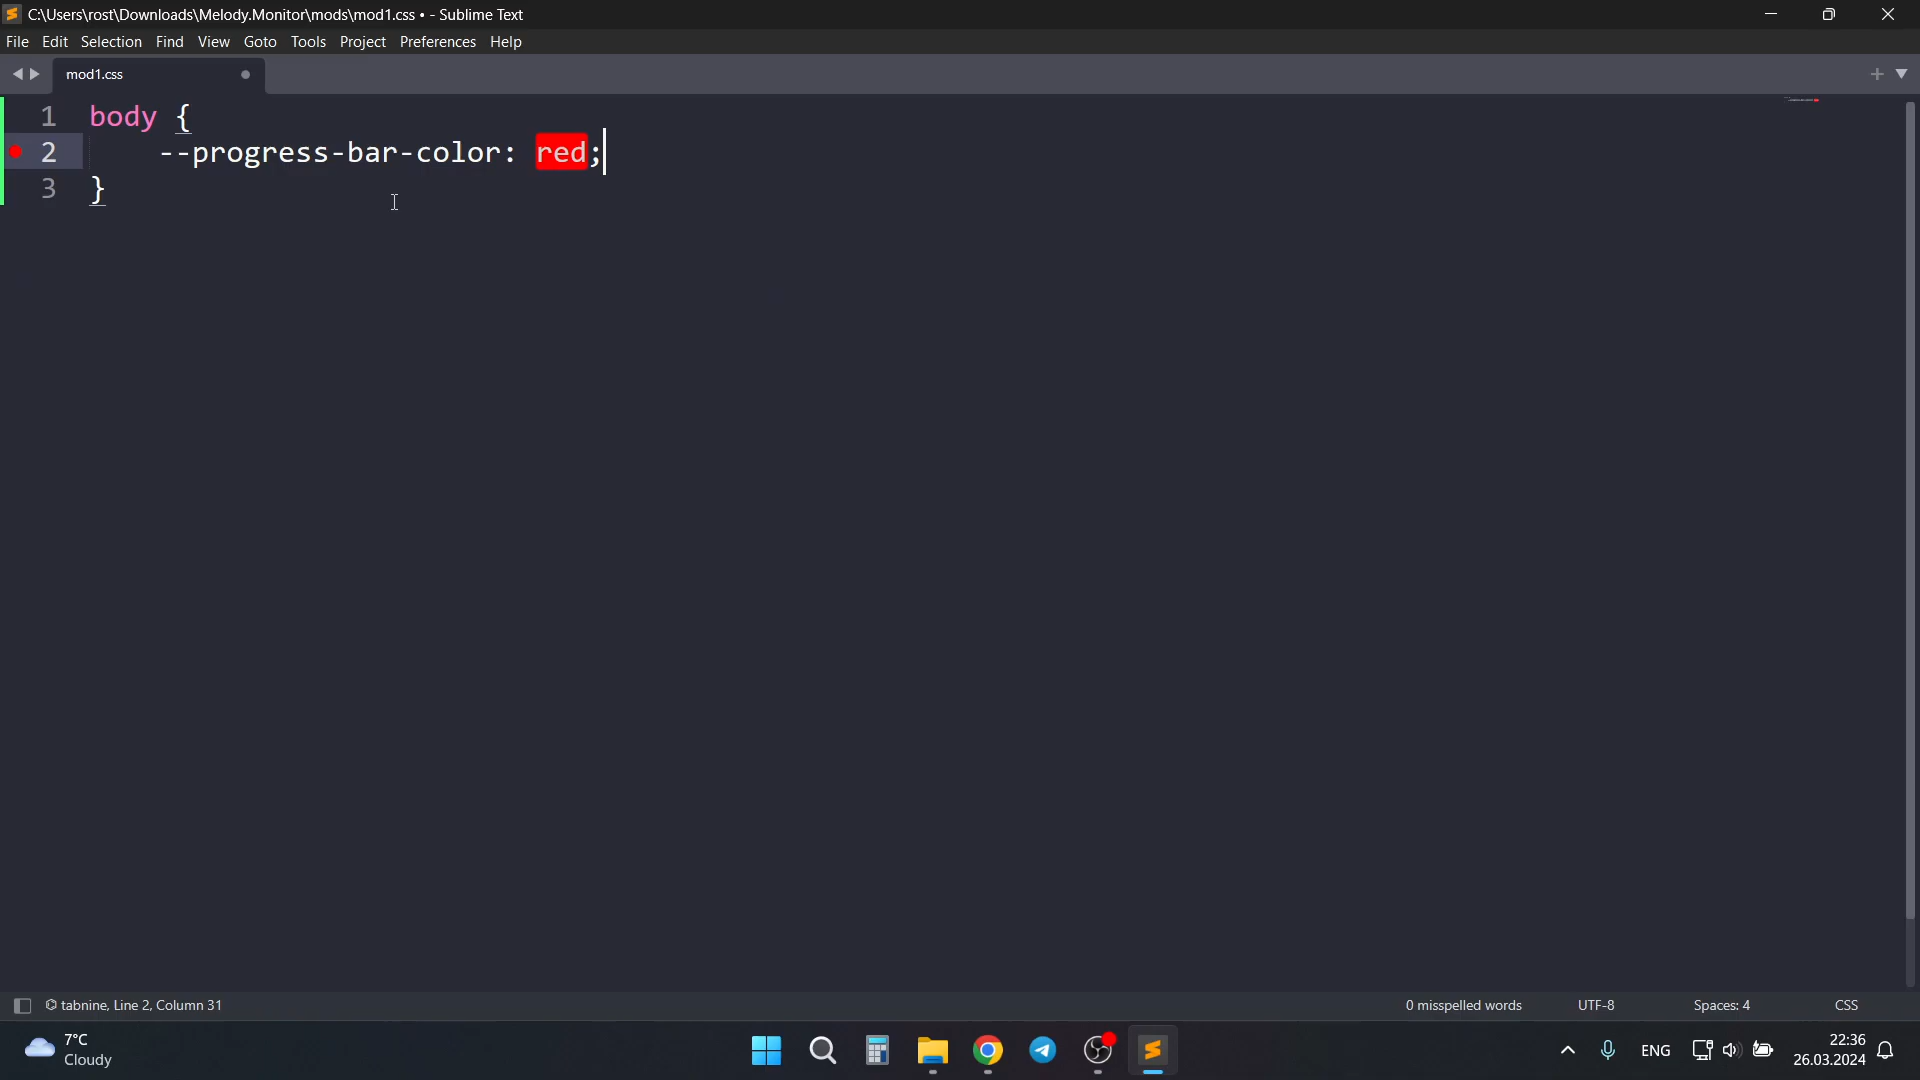 C:\Users\rost\Downloads\Melody.Monitor\mods\mod1.css • - Sublime Text
File Edit Selection Find View Goto Tools Project Preferences Help
mod1.css
1 body {
2     --progress-bar-color: red;
3 }
tabnine, Line 2, Column 31
0 misspelled words
UTF-8
Spaces: 4
CSS
7°C
Cloudy
ENG
22:36
26.03.2024